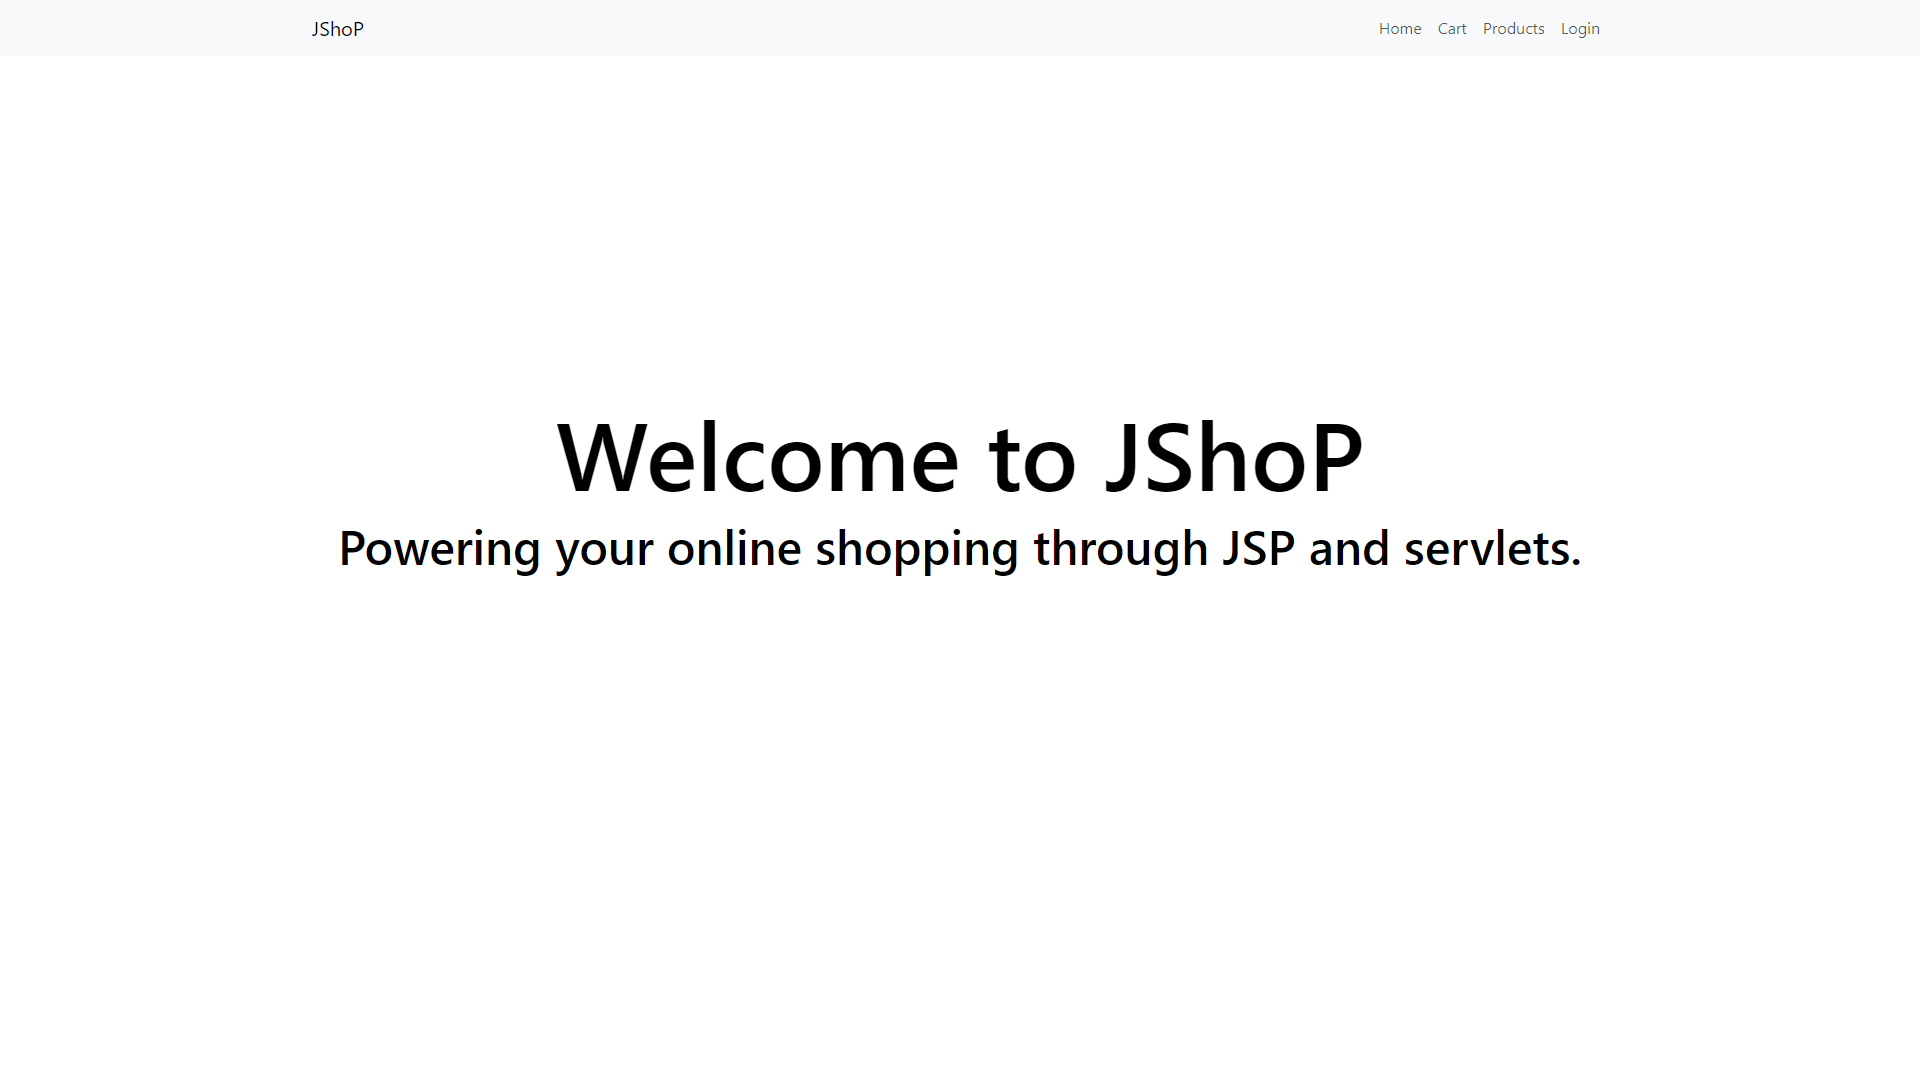 JShoP
Home Cart Products Login
Welcome to JShoP
Powering your online shopping through JSP and servlets.